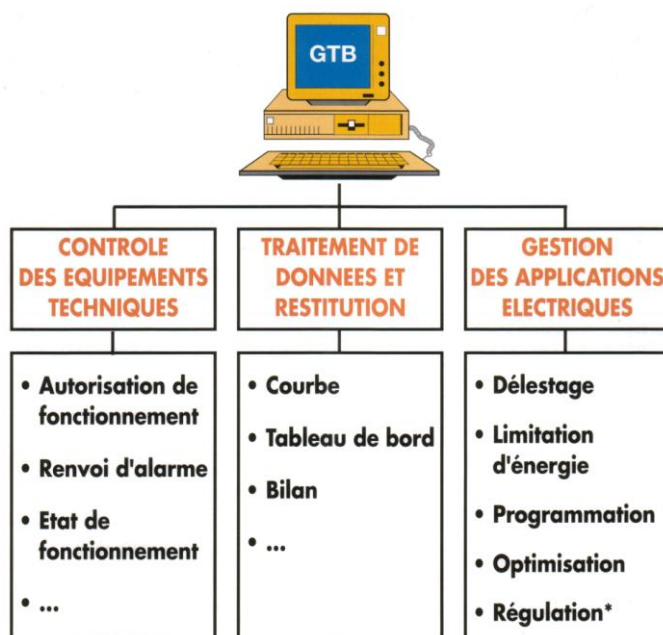 GTB
CONTROLE
DES EQUIPEMENTS
TECHNIQUES
• Autorisation de
fonctionnement
• Renvoi d'alarme
• Etat de
fonctionnement
• ...
TRAITEMENT DE
DONNEES ET
RESTITUTION
• Courbe
• Tableau de bord
• Bilan
• ...
GESTION
DES APPLICATIONS
ELECTRIQUES
• Délestage
• Limitation
d'énergie
• Programmation
• Optimisation
• Régulation*